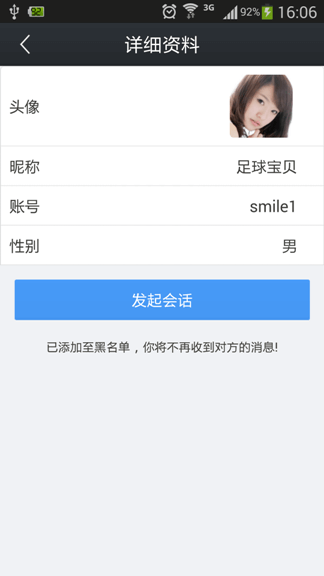 92
3G
92%
16:06
详细资料
头像
昵称
足球宝贝
账号
smile1
性别
男
发起会话
已添加至黑名单，你将不再收到对方的消息!